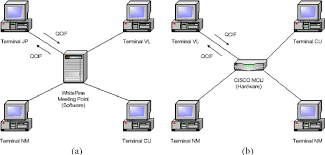 Terminal JP
QCIF
QCIF
Terminal VL
WhitePine
Meeting Point
(Software)
Terminal NM
Terminal CU
(a)
Terminal VL
QCIF
QCIF
Terminal CU
CISCO MCU
(Hardware)
Terminal NM
Terminal NM
(b)